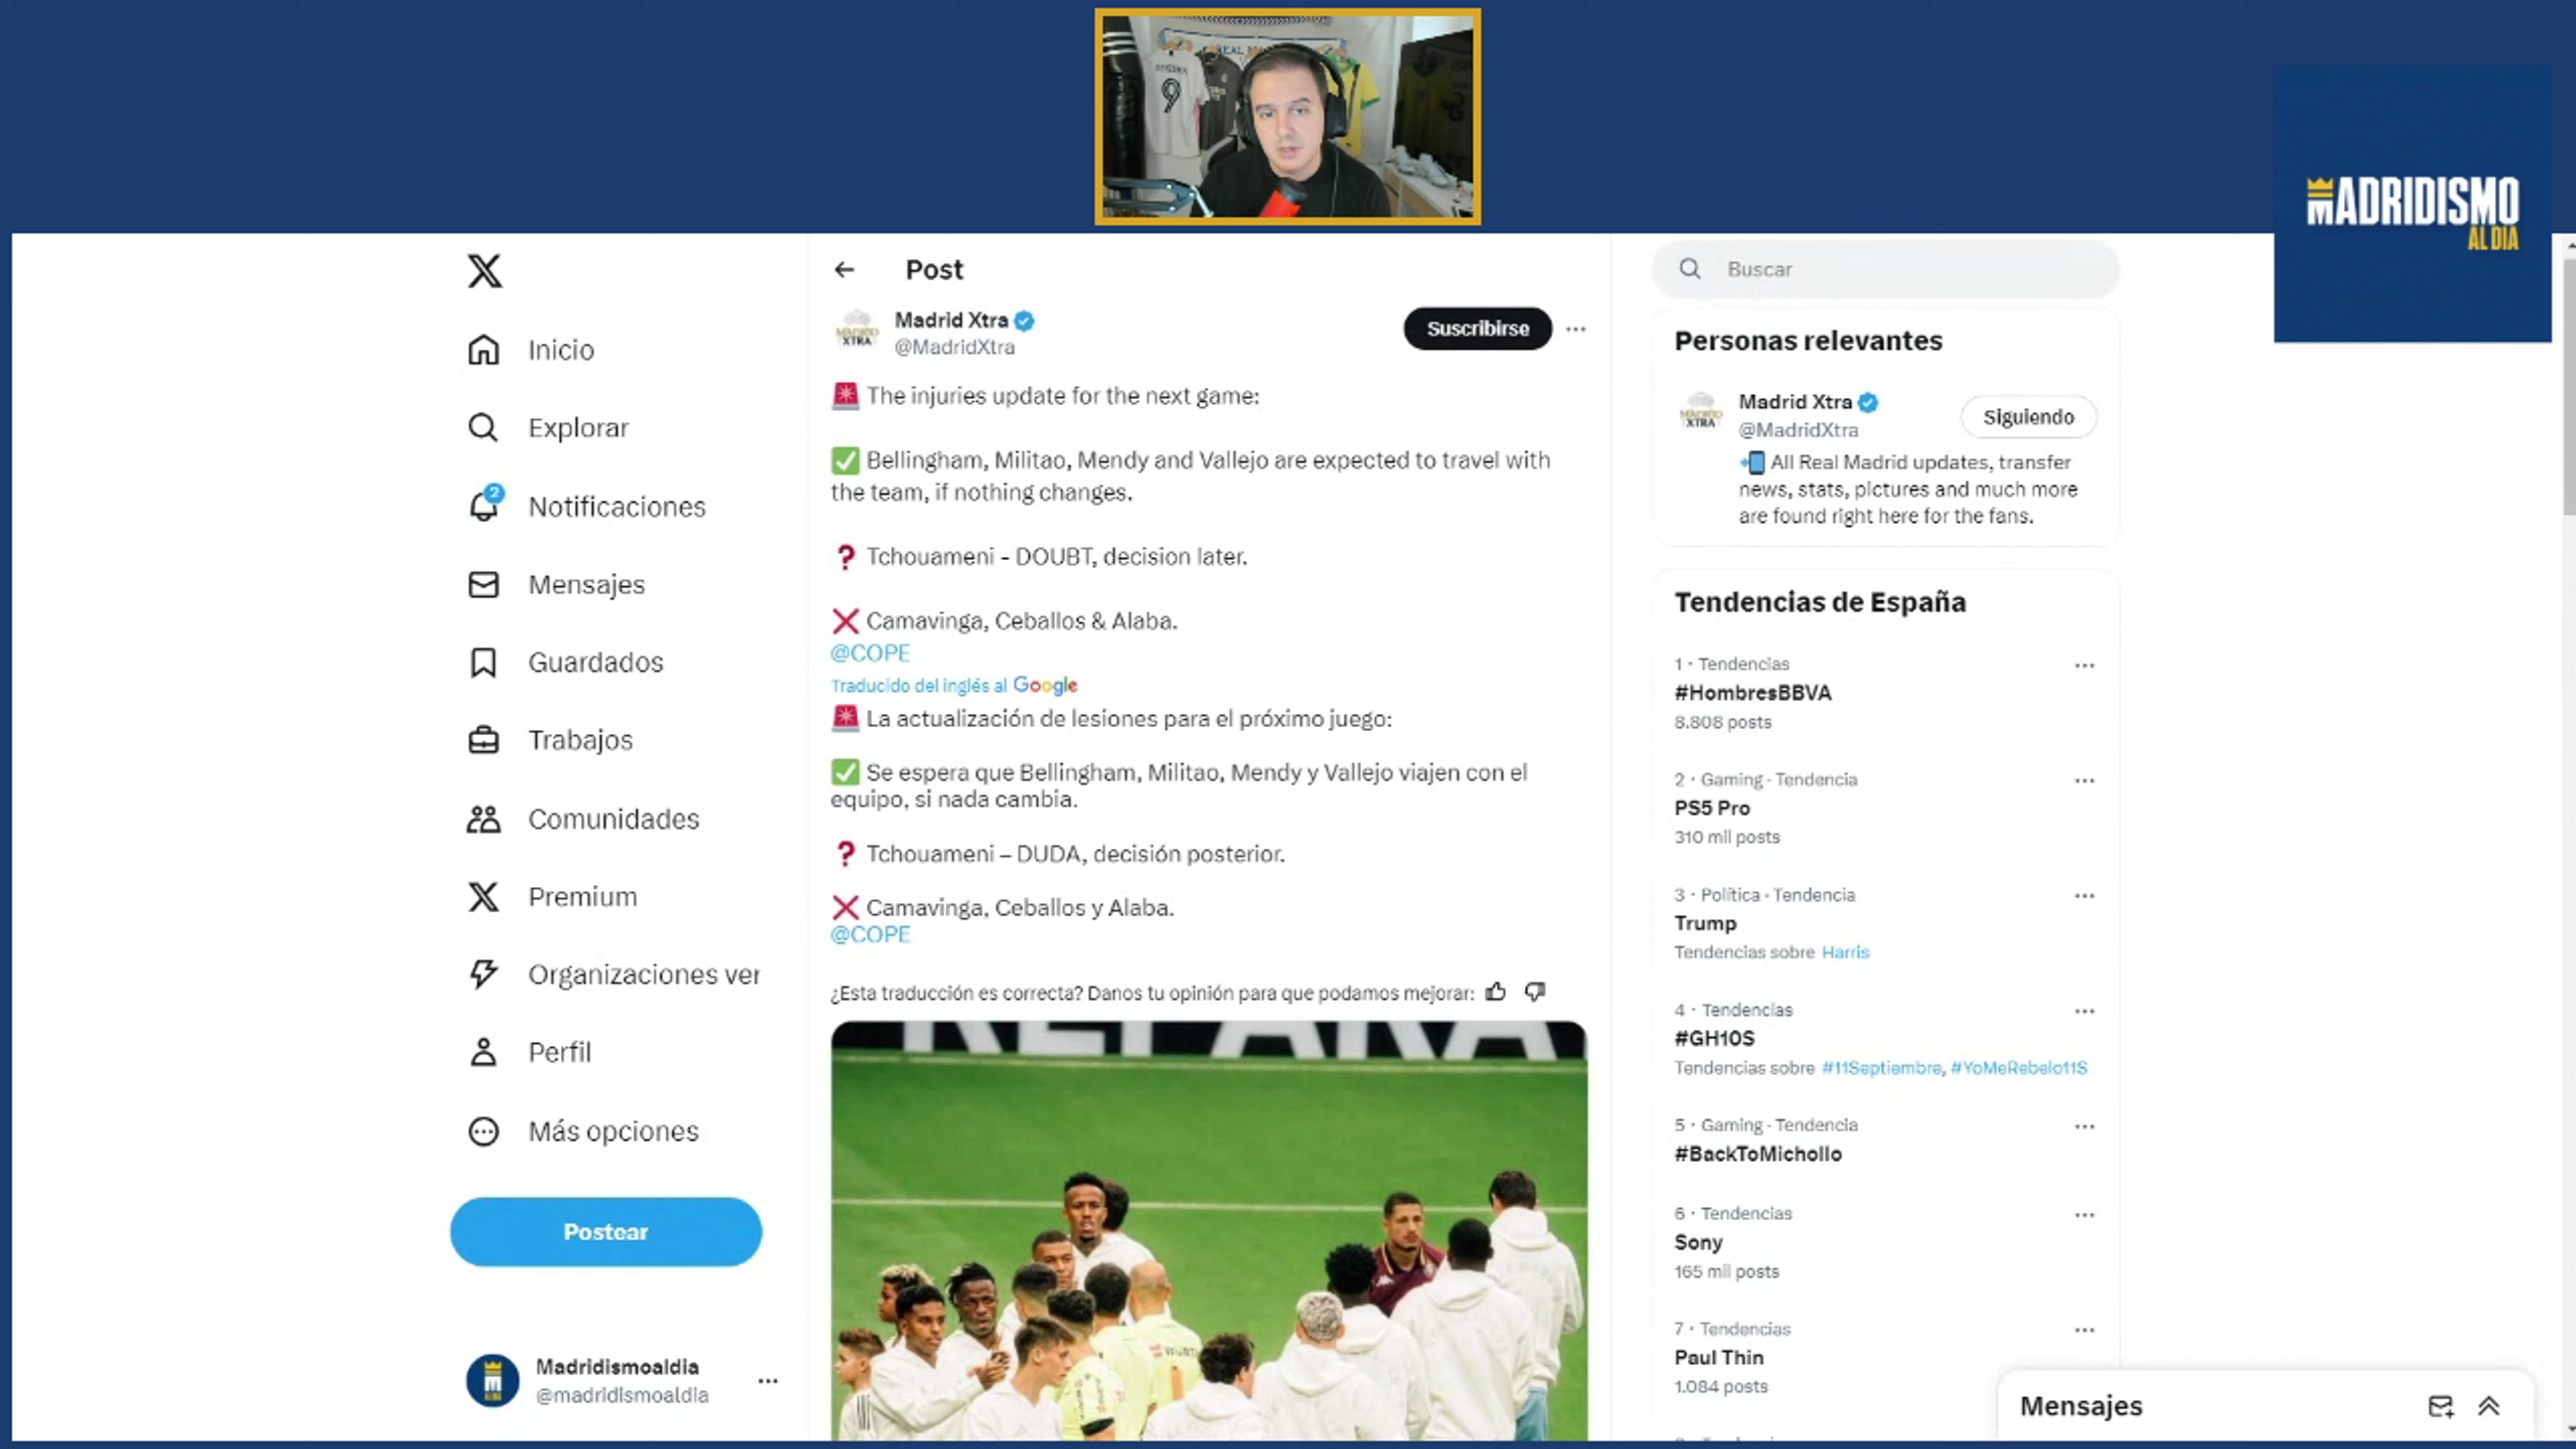 REAL MA
9
MADRIDISMO
AL DIA
X
Inicio
Explorar
2
Notificaciones
Mensajes
Guardados
Trabajos
Comunidades
Premium
Organizaciones ver
Perfil
Más opciones
Postear
Madridismoaldia
@madridismoaldia
Post
MADRID
XTRA
Madrid Xtra
@MadridXtra
Suscribirse
🚨 The injuries update for the next game:
✅ Bellingham, Militao, Mendy and Vallejo are expected to travel with
the team, if nothing changes.
❓ Tchouameni - DOUBT, decision later.
❌ Camavinga, Ceballos & Alaba.
@COPE
Traducido del inglés al Google
🚨 La actualización de lesiones para el próximo juego:
✅ Se espera que Bellingham, Militao, Mendy y Vallejo viajen con el
equipo, si nada cambia.
❓ Tchouameni – DUDA, decisión posterior.
❌ Camavinga, Ceballos y Alaba.
@COPE
¿Esta traducción es correcta? Danos tu opinión para que podamos mejorar:
Buscar
Personas relevantes
MADRID
XTRA
Madrid Xtra
@MadridXtra
Siguiendo
📲 All Real Madrid updates, transfer
news, stats, pictures and much more
are found right here for the fans.
Tendencias de España
1 · Tendencias
#HombresBBVA
8.808 posts
2 · Gaming · Tendencia
PS5 Pro
310 mil posts
3 · Política · Tendencia
Trump
Tendencias sobre Harris
4 · Tendencias
#GH10S
Tendencias sobre #11Septiembre, #YoMeRebelo11S
5 · Gaming · Tendencia
#BackToMichollo
6 · Tendencias
Sony
165 mil posts
7 · Tendencias
Paul Thin
1.084 posts
Mensajes